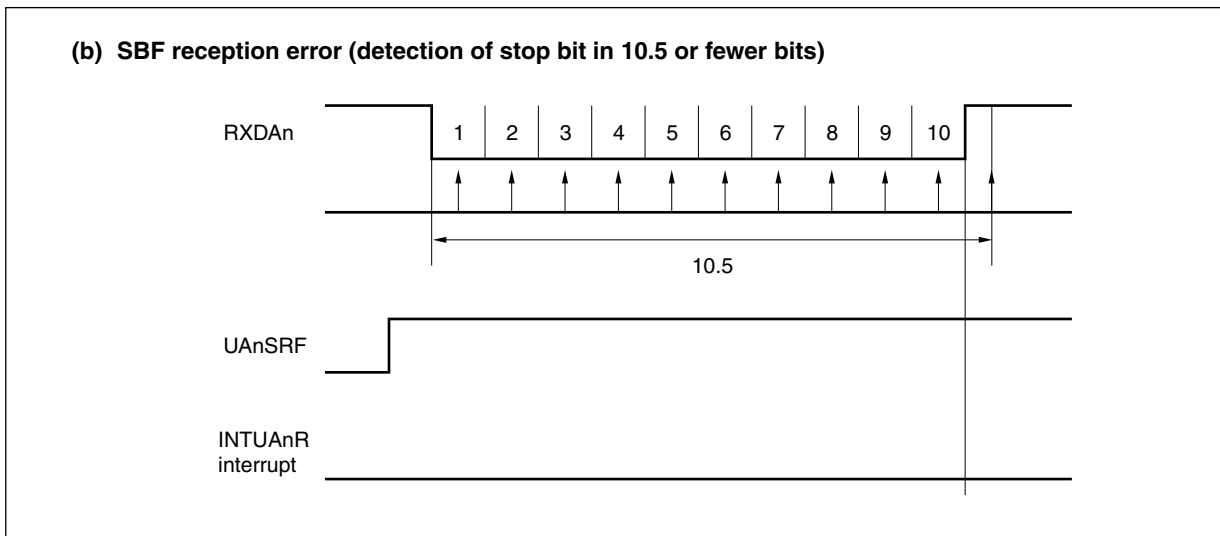 (b) SBF reception error (detection of stop bit in 10.5 or fewer bits)
RXDAn
1 2 3 4 5 6 7 8 9 10
10.5
UAnSRF
INTUAnR
interrupt